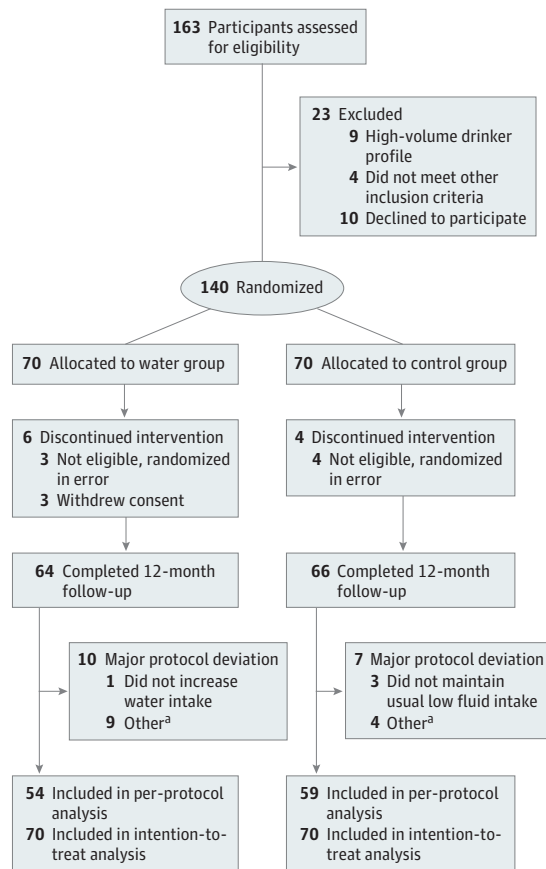 163 Participants assessed
for eligibility
23 Excluded
9 High-volume drinker
profile
4 Did not meet other
inclusion criteria
10 Declined to participate
140 Randomized
70 Allocated to water group
70 Allocated to control group
6 Discontinued intervention
3 Not eligible, randomized
in error
3 Withdrew consent
4 Discontinued intervention
4 Not eligible, randomized
in error
64 Completed 12-month
follow-up
66 Completed 12-month
follow-up
10 Major protocol deviation
1 Did not increase
water intake
9 Otherᵃ
7 Major protocol deviation
3 Did not maintain
usual low fluid intake
4 Otherᵃ
54 Included in per-protocol
analysis
70 Included in intention-to-
treat analysis
59 Included in per-protocol
analysis
70 Included in intention-to-
treat analysis